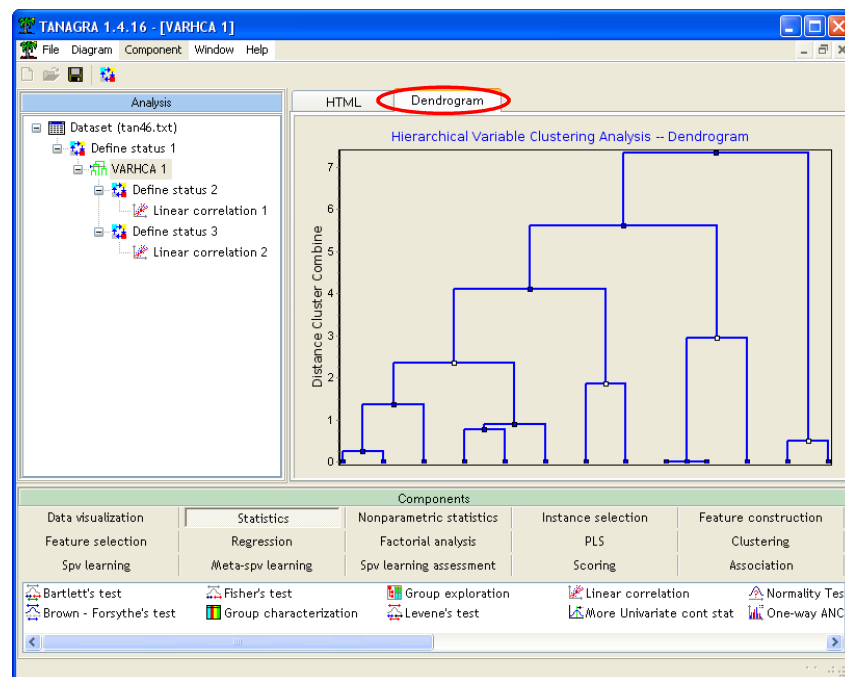 TANAGRA 1.4.16 - [VARHCA 1]
File Diagram Component Window Help
Analysis
Dataset (tan46.txt)
Define status 1
VARHCA 1
Define status 2
Linear correlation 1
Define status 3
Linear correlation 2
HTML Dendrogram
Hierarchical Variable Clustering Analysis -- Dendrogram
Distance Cluster Combine
7
6
5
4
3
2
1
0
Components
Data visualization Statistics Nonparametric statistics Instance selection Feature construction
Feature selection Regression Factorial analysis PLS Clustering
Spv learning Meta-spv learning Spv learning assessment Scoring Association
Bartlett's test Fisher's test Group exploration Linear correlation Normality Tes
Brown - Forsythe's test Group characterization Levene's test More Univariate cont stat One-way ANC